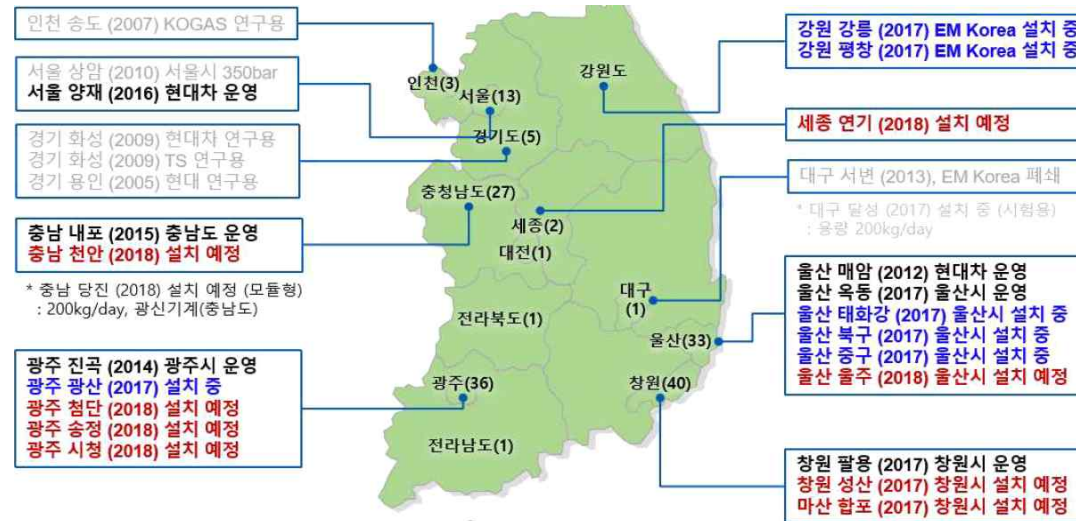 인천 송도 (2007) KOGAS 연구용
서울 상암 (2010) 서울시 350bar
서울 양재 (2016) 현대차 운영
경기 화성 (2009) 현대차 연구용
경기 화성 (2009) TS 연구용
경기 용인 (2005) 현대 연구용
충남 내포 (2015) 충남도 운영
충남 천안 (2018) 설치 예정
* 충남 당진 (2018) 설치 예정 (모듈형)
: 200kg/day, 광신기계(충남도)
광주 진곡 (2014) 광주시 운영
광주 광산 (2017) 설치 중
광주 첨단 (2018) 설치 예정
광주 송정 (2018) 설치 예정
광주 시청 (2018) 설치 예정
강원도
인천(3)
서울(13)
경기도(5)
충청남도(27)
세종(2)
대전(1)
대구
(1)
전라북도(1)
울산(33)
광주(36)
창원(40)
전라남도(1)
강원 강릉 (2017) EM Korea 설치 중
강원 평창 (2017) EM Korea 설치 중
세종 연기 (2018) 설치 예정
대구 서변 (2013), EM Korea 폐쇄
* 대구 달성 (2017) 설치 중 (시험용)
: 용량 200kg/day
울산 매암 (2012) 현대차 운영
울산 옥동 (2017) 울산시 운영
울산 태화강 (2017) 울산시 설치 중
울산 북구 (2017) 울산시 설치 중
울산 중구 (2017) 울산시 설치 중
울산 울주 (2018) 울산시 설치 예정
창원 팔용 (2017) 창원시 운영
창원 성산 (2017) 창원시 설치 예정
마산 합포 (2017) 창원시 설치 예정